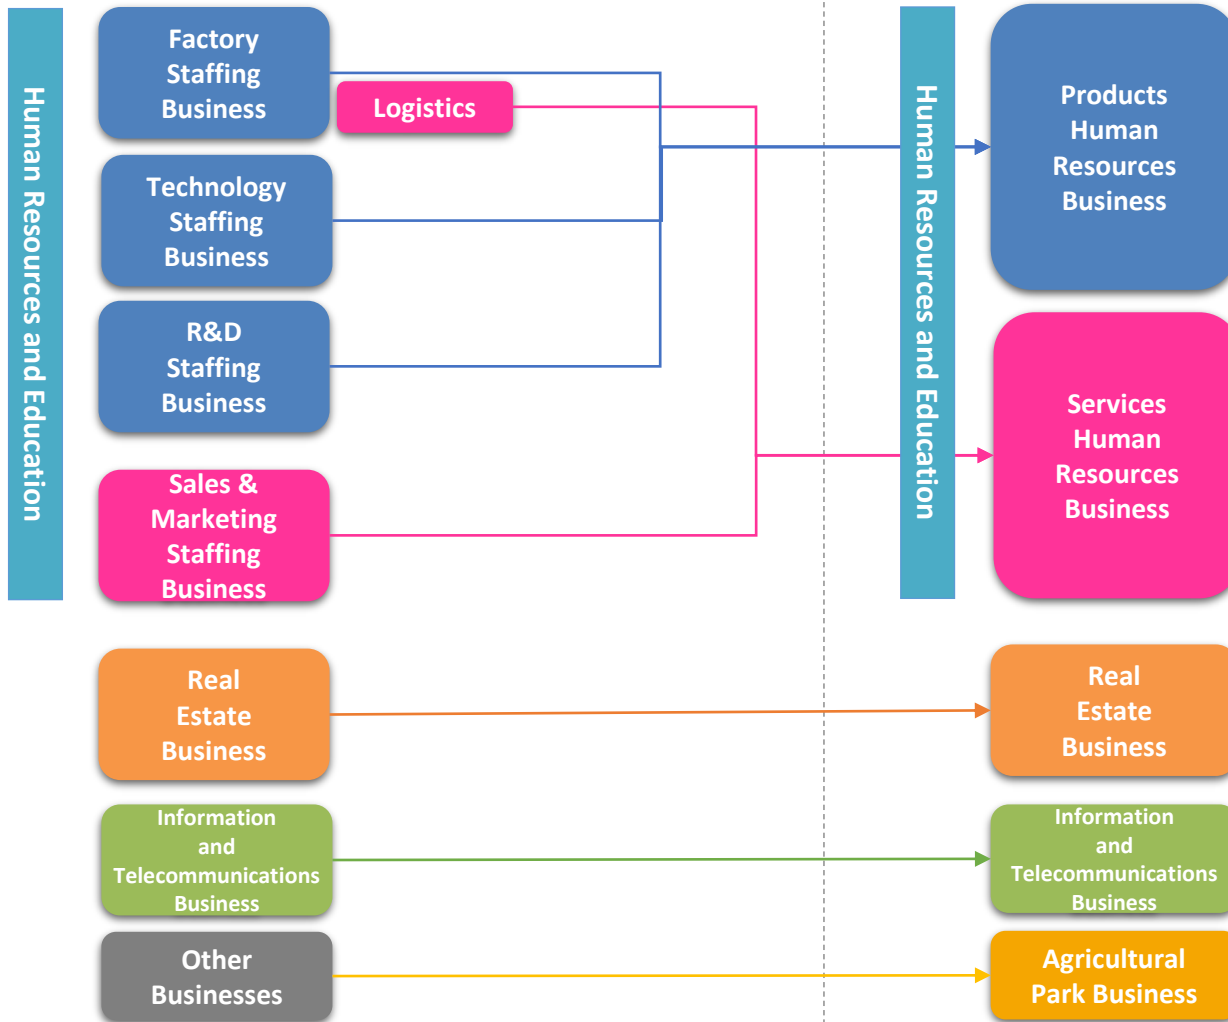 Human Resources and Education
Factory
Staffing
Business
Logistics
Technology
Staffing
Business
R&D
Staffing
Business
Sales &
Marketing
Staffing
Business
Real
Estate
Business
Information
and
Telecommunications
Business
Other
Businesses
Human Resources and Education
Products
Human
Resources
Business
Services
Human
Resources
Business
Real
Estate
Business
Information
and
Telecommunications
Business
Agricultural
Park Business